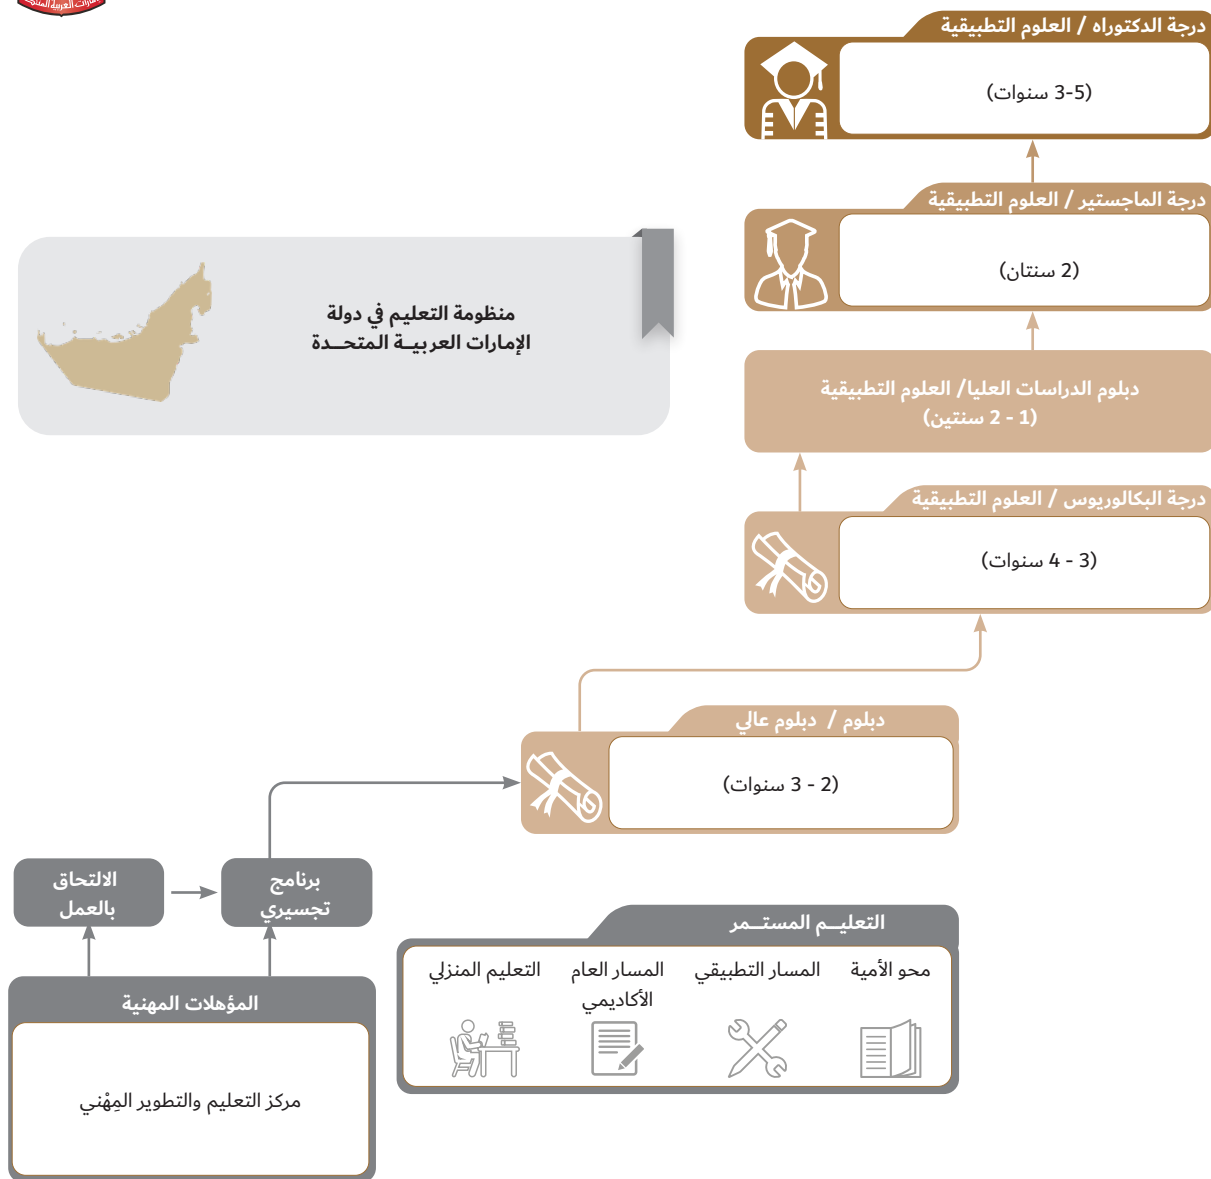 الإمارات العربية المتحدة
درجة الدكتوراه / العلوم التطبيقية
(3-5 سنوات)
درجة الماجستير / العلوم التطبيقية
(2 سنتان)
منظومة التعليم في دولة
الإمارات العربيــة المتحــدة
دبلوم الدراسات العليا/ العلوم التطبيقية
(1 - 2 سنتين)
درجة البكالوريوس / العلوم التطبيقية
(3 - 4 سنوات)
دبلوم / دبلوم عالي
(2 - 3 سنوات)
برنامج
تجسيري
الالتحاق
بالعمل
التعليــم المستــمر
محو الأمية
المسار التطبيقي
المسار العام
الأكاديمي
التعليم المنزلي
المؤهلات المهنية
مركز التعليم والتطوير المِهْني